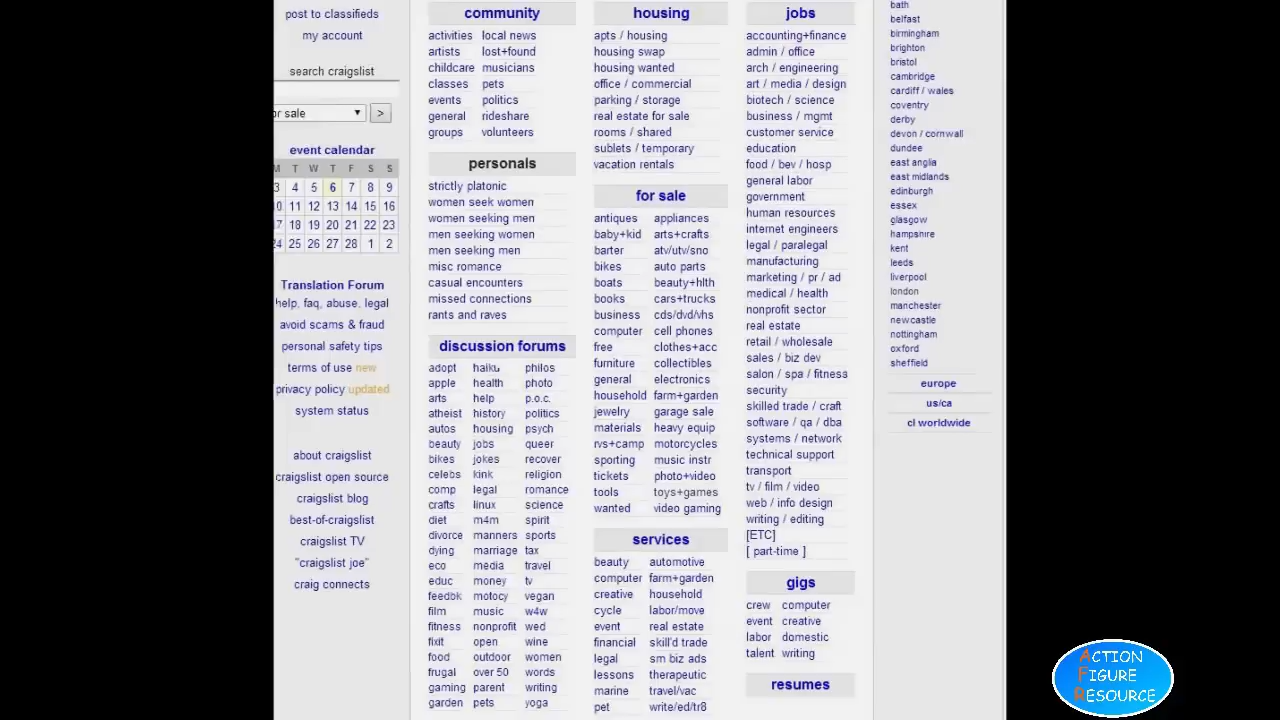 post to classifieds
my account
search craigslist
or sale
>
event calendar
M T W T F S S
3 4 5 6 7 8 9
10 11 12 13 14 15 16
17 18 19 20 21 22 23
24 25 26 27 28 1 2
Translation Forum
help, faq, abuse, legal
avoid scams & fraud
personal safety tips
terms of use new
privacy policy updated
system status
about craigslist
craigslist open source
craigslist blog
best-of-craigslist
craigslist TV
"craigslist joe"
craig connects
community
activities local news
artists lost+found
childcare musicians
classes pets
events politics
general rideshare
groups volunteers
personals
strictly platonic
women seek women
women seeking men
men seeking women
men seeking men
misc romance
casual encounters
missed connections
rants and raves
discussion forums
adopt haiku philos
apple health photo
arts help p.o.c.
atheist history politics
autos housing psych
beauty jobs queer
bikes jokes recover
celebs kink religion
comp legal romance
crafts linux science
diet m4m spirit
divorce manners sports
dying marriage tax
eco media travel
educ money tv
feedbk motocy vegan
film music w4w
fitness nonprofit wed
fixit open wine
food outdoor women
frugal over 50 words
gaming parent writing
garden pets yoga
housing
apts / housing
housing swap
housing wanted
office / commercial
parking / storage
real estate for sale
rooms / shared
sublets / temporary
vacation rentals
for sale
antiques appliances
baby+kid arts+crafts
barter atv/utv/sno
bikes auto parts
boats beauty+hlth
books cars+trucks
business cds/dvd/vhs
computer cell phones
free clothes+acc
furniture collectibles
general electronics
household farm+garden
jewelry garage sale
materials heavy equip
rvs+camp motorcycles
sporting music instr
tickets photo+video
tools toys+games
wanted video gaming
services
beauty automotive
computer farm+garden
creative household
cycle labor/move
event real estate
financial skill'd trade
legal sm biz ads
lessons therapeutic
marine travel/vac
pet write/ed/tr8
jobs
accounting+finance
admin / office
arch / engineering
art / media / design
biotech / science
business / mgmt
customer service
education
food / bev / hosp
general labor
government
human resources
internet engineers
legal / paralegal
manufacturing
marketing / pr / ad
medical / health
nonprofit sector
real estate
retail / wholesale
sales / biz dev
salon / spa / fitness
security
skilled trade / craft
software / qa / dba
systems / network
technical support
transport
tv / film / video
web / info design
writing / editing
[ETC]
[ part-time ]
gigs
crew computer
event creative
labor domestic
talent writing
resumes
bath
belfast
birmingham
brighton
bristol
cambridge
cardiff / wales
coventry
derby
devon / cornwall
dundee
east anglia
east midlands
edinburgh
essex
glasgow
hampshire
kent
leeds
liverpool
london
manchester
newcastle
nottingham
oxford
sheffield
europe
us/ca
cl worldwide
ACTION
FIGURE
RESOURCE